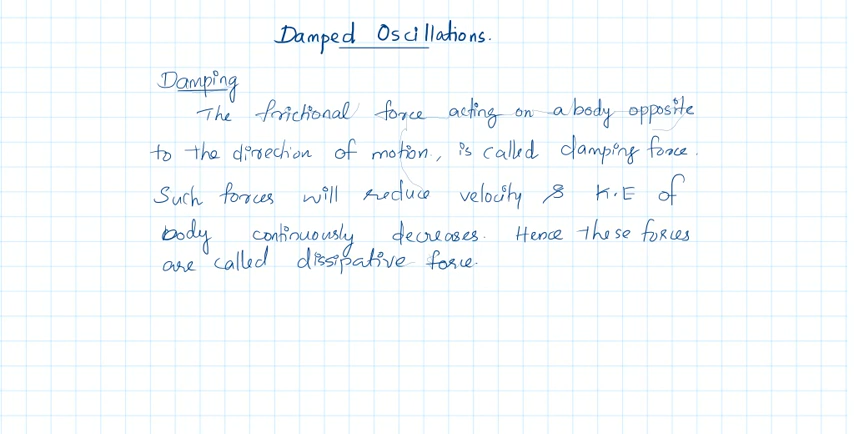 Damped Oscillations.
Damping
The frictional force acting on a body opposite
to the direction of motion, is called damping force.
Such forces will reduce velocity & K.E of
body continuously decreases. Hence these forces
are called dissipative force.